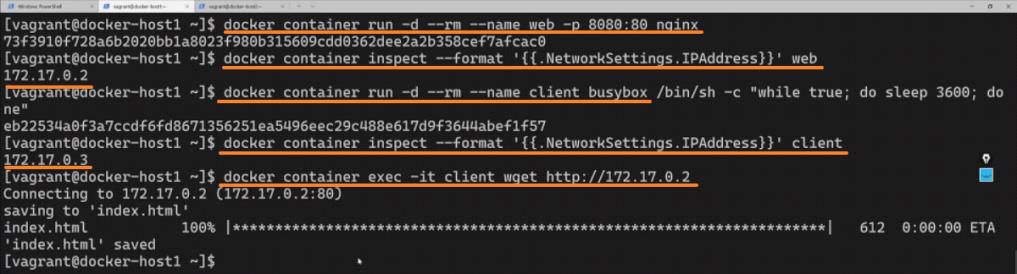 Windows PowerShell
vagrant@docker-host1:~
vagrant@docker-host2:~
[vagrant@docker-host1 ~]$ docker container run -d --rm --name web -p 8080:80 nginx
73f3910f728a6b2020bb1a8023f980b315609cdd0362dee2a2b358cef7afcac0
[vagrant@docker-host1 ~]$ docker container inspect --format '{{.NetworkSettings.IPAddress}}' web
172.17.0.2
[vagrant@docker-host1 ~]$ docker container run -d --rm --name client busybox /bin/sh -c "while true; do sleep 3600; do
ne"
eb22534a0f3a7ccdf6fd8671356251ea5496eec29c488e617d9f3644abef1f57
[vagrant@docker-host1 ~]$ docker container inspect --format '{{.NetworkSettings.IPAddress}}' client
172.17.0.3
[vagrant@docker-host1 ~]$ docker container exec -it client wget http://172.17.0.2
Connecting to 172.17.0.2 (172.17.0.2:80)
saving to 'index.html'
index.html 100% |********************************************************************| 612 0:00:00 ETA
'index.html' saved
[vagrant@docker-host1 ~]$